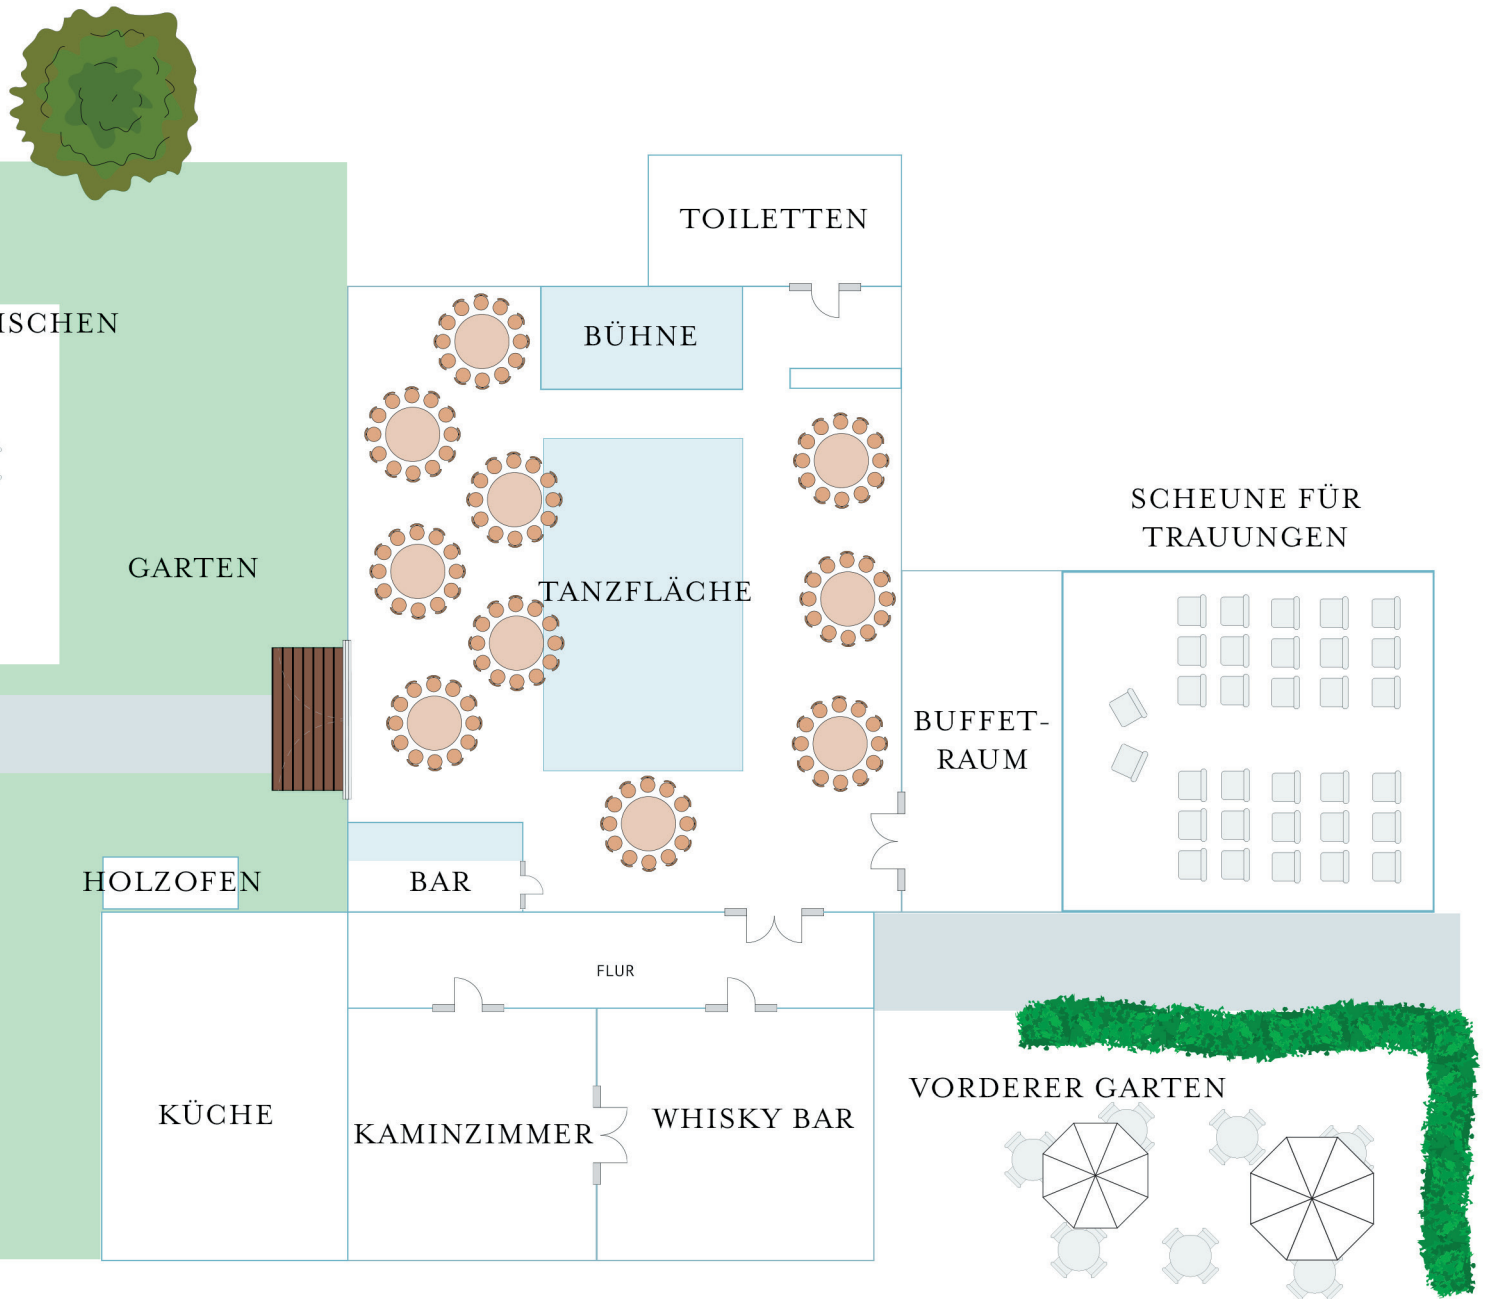 TOILETTEN
ISCHEN
BÜHNE
SCHEUNE FÜR
TRAUUNGEN
GARTEN
TANZFLÄCHE
BUFFET-
RAUM
HOLZOFEN
BAR
FLUR
VORDERER GARTEN
KÜCHE
KAMINZIMMER
WHISKY BAR